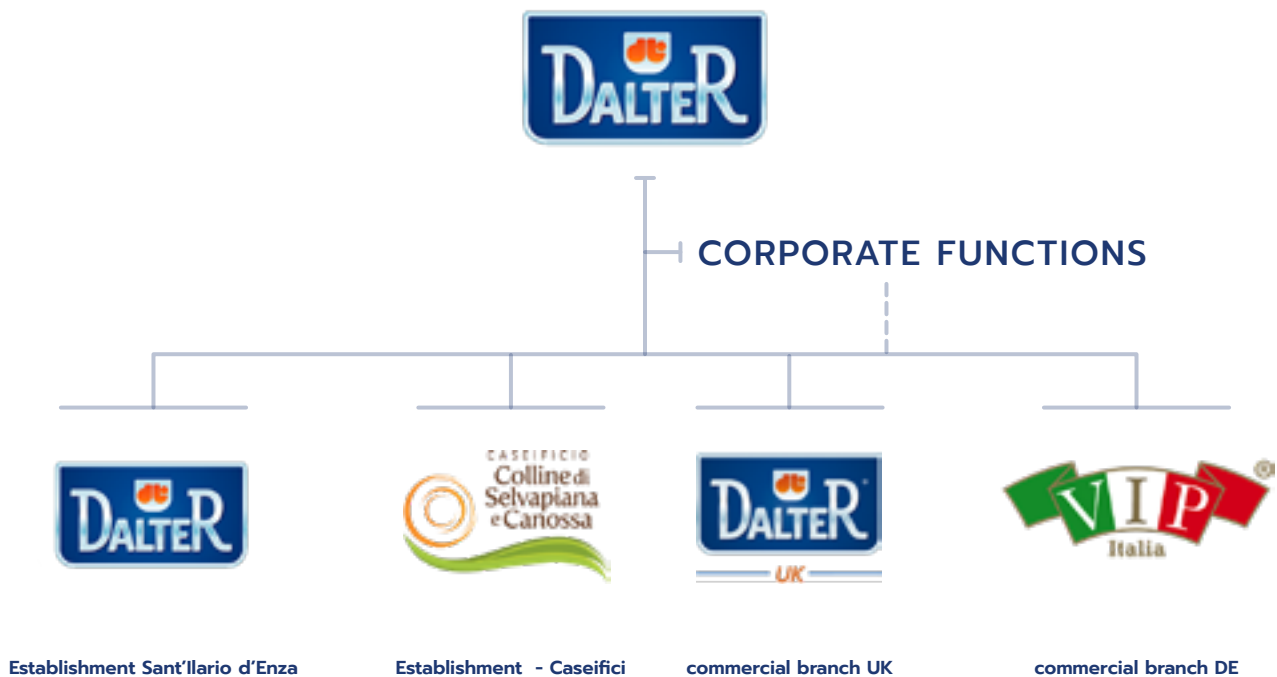 dt
DALTER
CORPORATE FUNCTIONS
dt
DALTER
CASEIFICIO
Colline di
Selvapiana
e Canossa
dt
DALTER
UK
VIP ®
Italia
Establishment Sant'Ilario d'Enza
Establishment - Caseifici
commercial branch UK
commercial branch DE